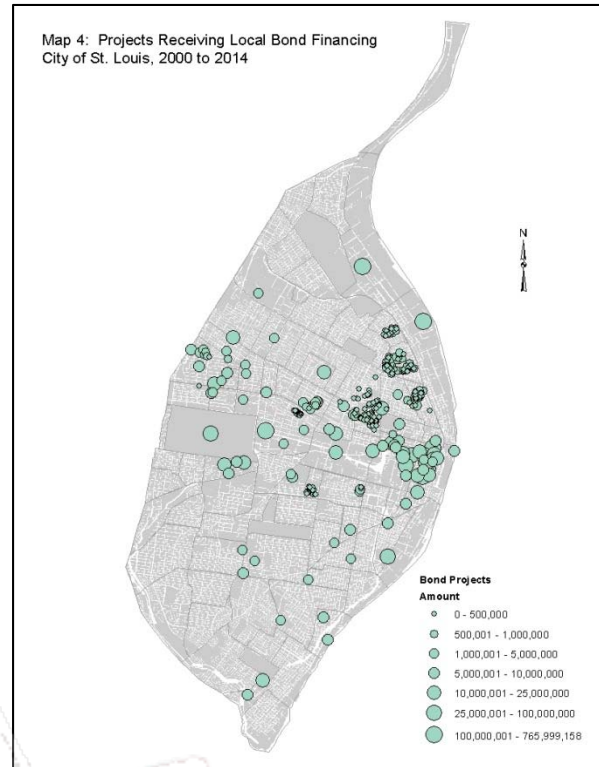 Map 4:  Projects Receiving Local Bond Financing
City of St. Louis, 2000 to 2014
N
Bond Projects
Amount
0 - 500,000
500,001 - 1,000,000
1,000,001 - 5,000,000
5,000,001 - 10,000,000
10,000,001 - 25,000,000
25,000,001 - 100,000,000
100,000,001 - 765,999,158